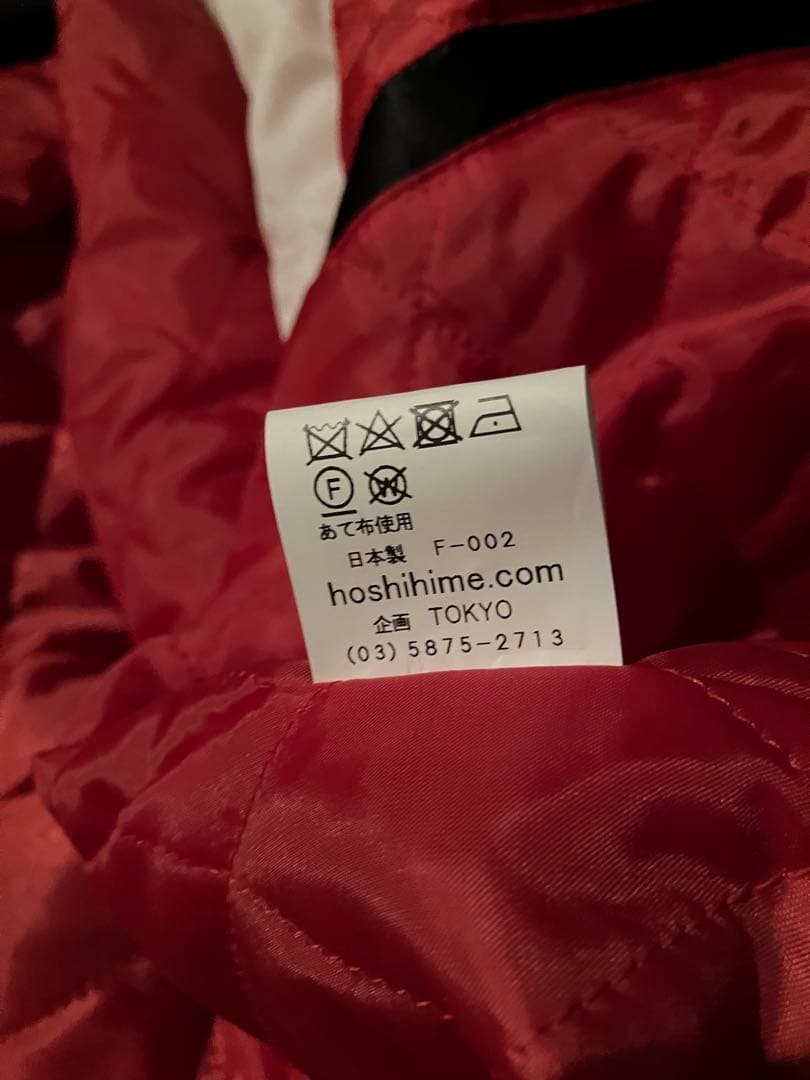 F W
あて布使用
日本製 F-002
hoshihime.com
企画 TOKYO
(03)5875-2713